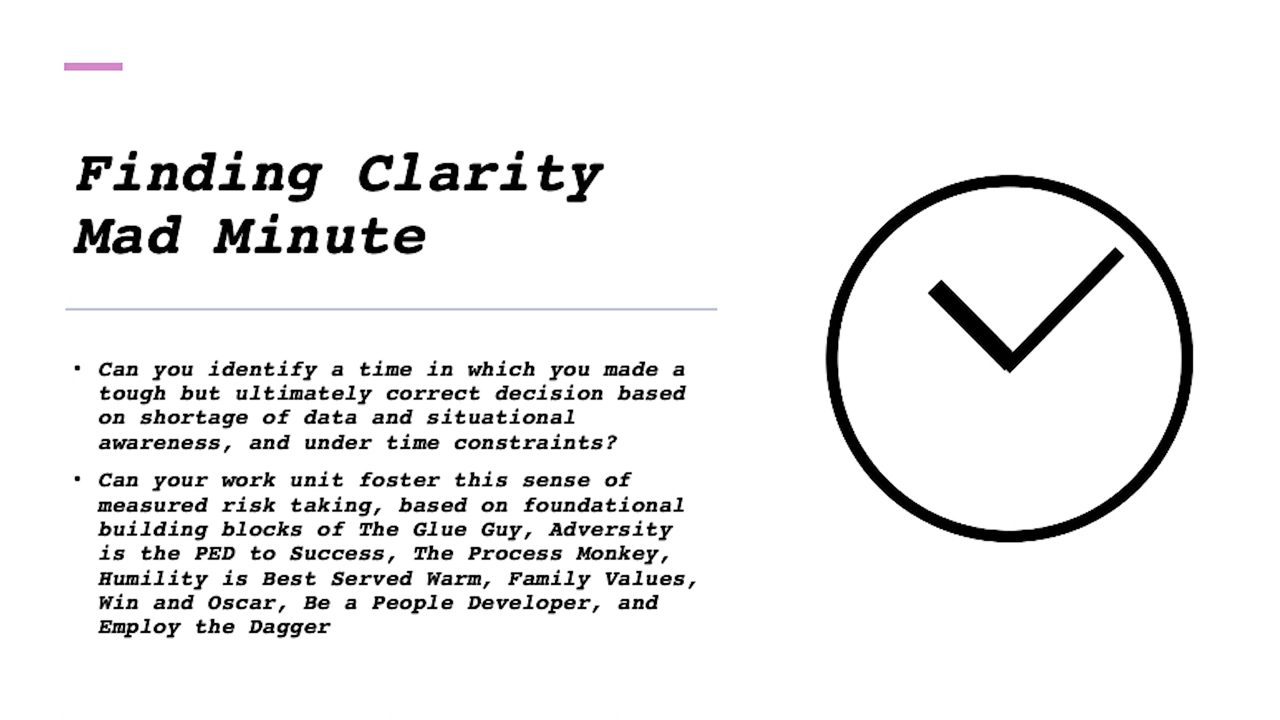 Finding Clarity
Mad Minute
• Can you identify a time in which you made a
tough but ultimately correct decision based
on shortage of data and situational
awareness, and under time constraints?
• Can your work unit foster this sense of
measured risk taking, based on foundational
building blocks of The Glue Guy, Adversity
is the PED to Success, The Process Monkey,
Humility is Best Served Warm, Family Values,
Win and Oscar, Be a People Developer, and
Employ the Dagger